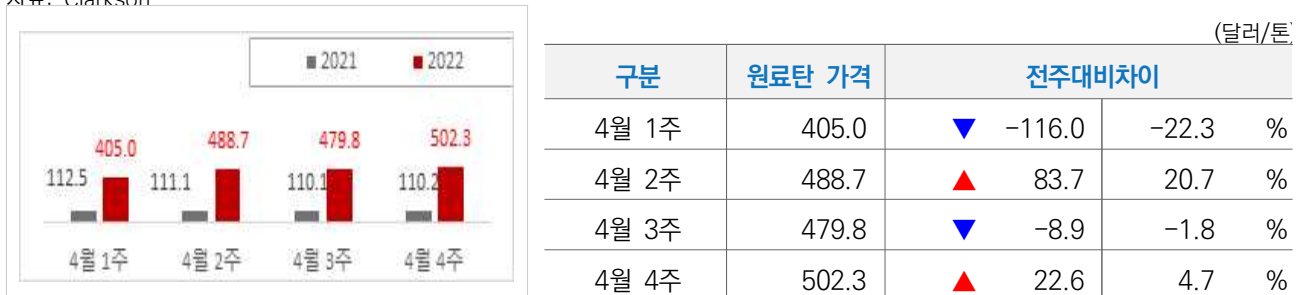 자료: Clarkson
■ 2021 ■ 2022
405.0 488.7 479.8 502.3
112.5 111.1 110.1 110.2
4월 1주 4월 2주 4월 3주 4월 4주
(달러/톤)
구분 원료탄 가격 전주대비차이
4월 1주 405.0 ▼ -116.0 -22.3 %
4월 2주 488.7 ▲ 83.7 20.7 %
4월 3주 479.8 ▼ -8.9 -1.8 %
4월 4주 502.3 ▲ 22.6 4.7 %